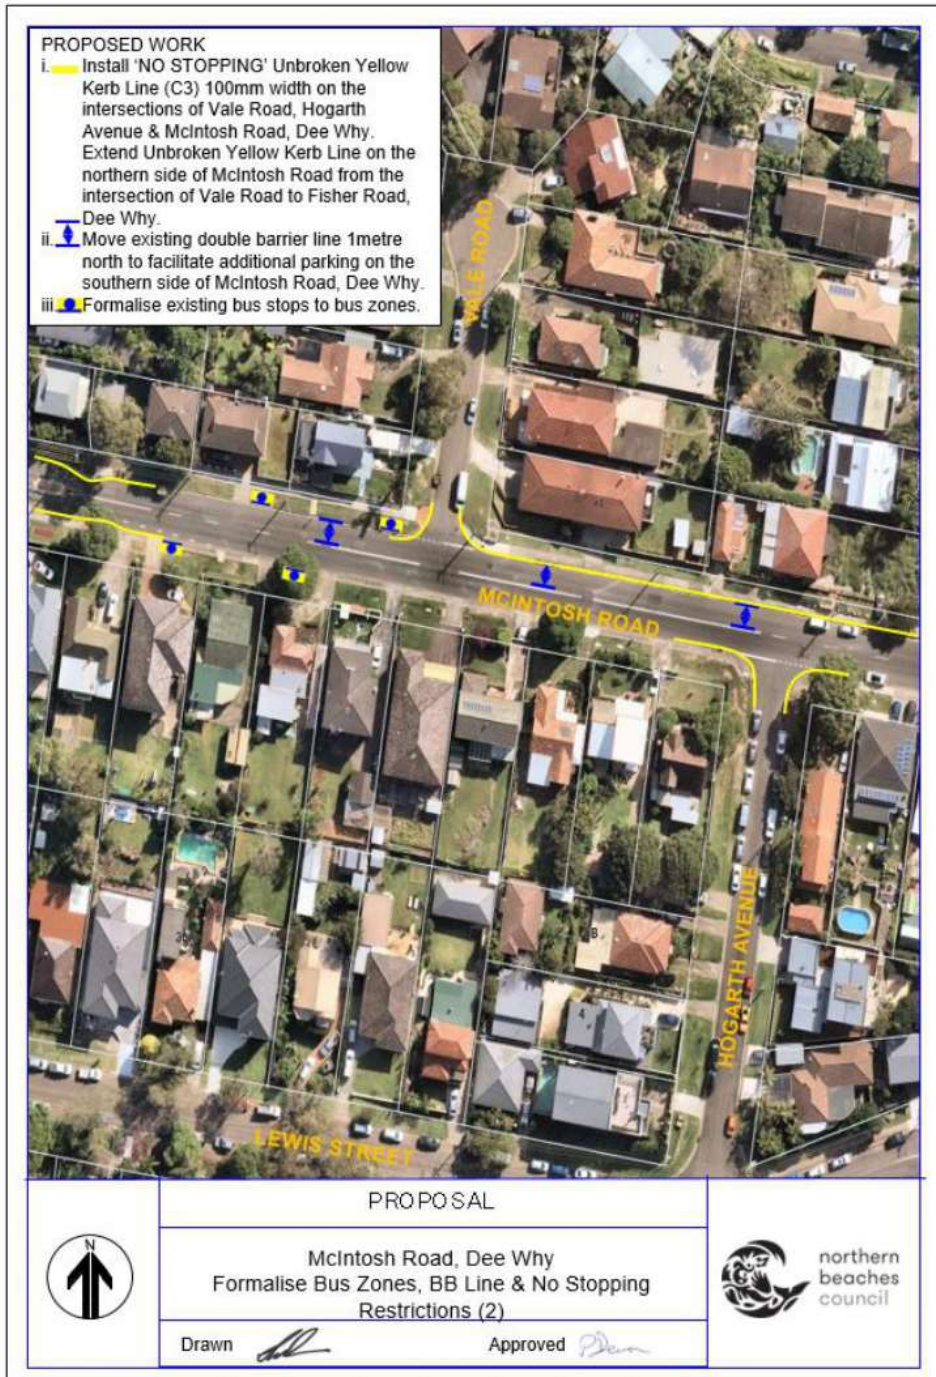 PROPOSED WORK
i. Install ‘NO STOPPING’ Unbroken Yellow
Kerb Line (C3) 100mm width on the
intersections of Vale Road, Hogarth
Avenue & McIntosh Road, Dee Why.
Extend Unbroken Yellow Kerb Line on the
northern side of McIntosh Road from the
intersection of Vale Road to Fisher Road,
Dee Why.
ii. Move existing double barrier line 1metre
north to facilitate additional parking on the
southern side of McIntosh Road, Dee Why.
iii. Formalise existing bus stops to bus zones.
VALE ROAD
MCINTOSH ROAD
HOGARTH AVENUE
4
LEWIS STREET
PROPOSAL
N
McIntosh Road, Dee Why
Formalise Bus Zones, BB Line & No Stopping
Restrictions (2)
Drawn
Approved
northern
beaches
council